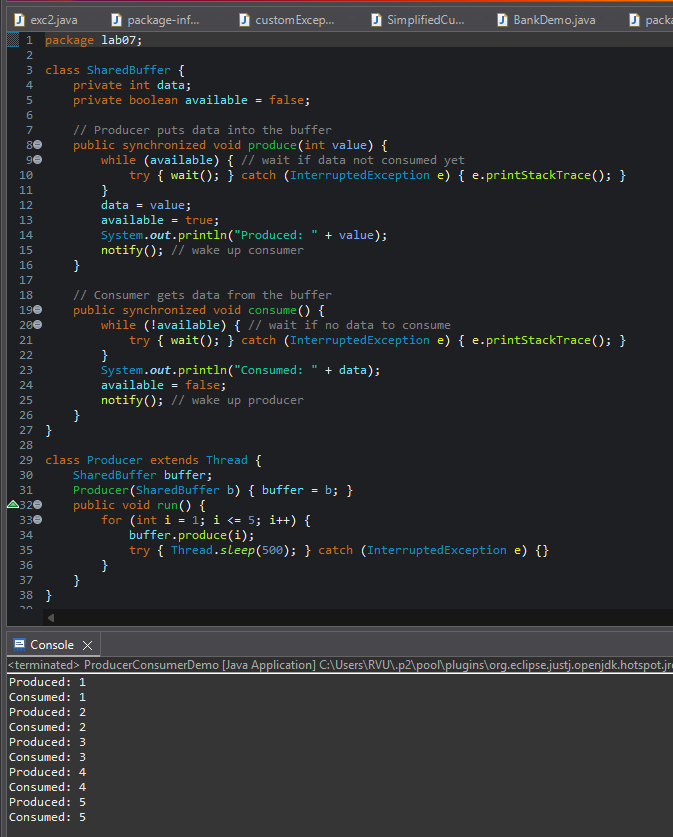 exc2.java package-inf... customExcep... SimplifiedCu... BankDemo.java packa
1 package lab07;
2
3 class SharedBuffer {
4 private int data;
5 private boolean available = false;
6
7 // Producer puts data into the buffer
8 public synchronized void produce(int value) {
9 while (available) { // wait if data not consumed yet
10 try { wait(); } catch (InterruptedException e) { e.printStackTrace(); }
11 }
12 data = value;
13 available = true;
14 System.out.println("Produced: " + value);
15 notify(); // wake up consumer
16 }
17
18 // Consumer gets data from the buffer
19 public synchronized void consume() {
20 while (!available) { // wait if no data to consume
21 try { wait(); } catch (InterruptedException e) { e.printStackTrace(); }
22 }
23 System.out.println("Consumed: " + data);
24 available = false;
25 notify(); // wake up producer
26 }
27 }
28
29 class Producer extends Thread {
30 SharedBuffer buffer;
31 Producer(SharedBuffer b) { buffer = b; }
32 public void run() {
33 for (int i = 1; i <= 5; i++) {
34 buffer.produce(i);
35 try { Thread.sleep(500); } catch (InterruptedException e) {}
36 }
37 }
38 }
39
Console
<terminated> ProducerConsumerDemo [Java Application] C:\Users\RVU\.p2\pool\plugins\org.eclipse.justj.openjdk.hotspot.jre
Produced: 1
Consumed: 1
Produced: 2
Consumed: 2
Produced: 3
Consumed: 3
Produced: 4
Consumed: 4
Produced: 5
Consumed: 5